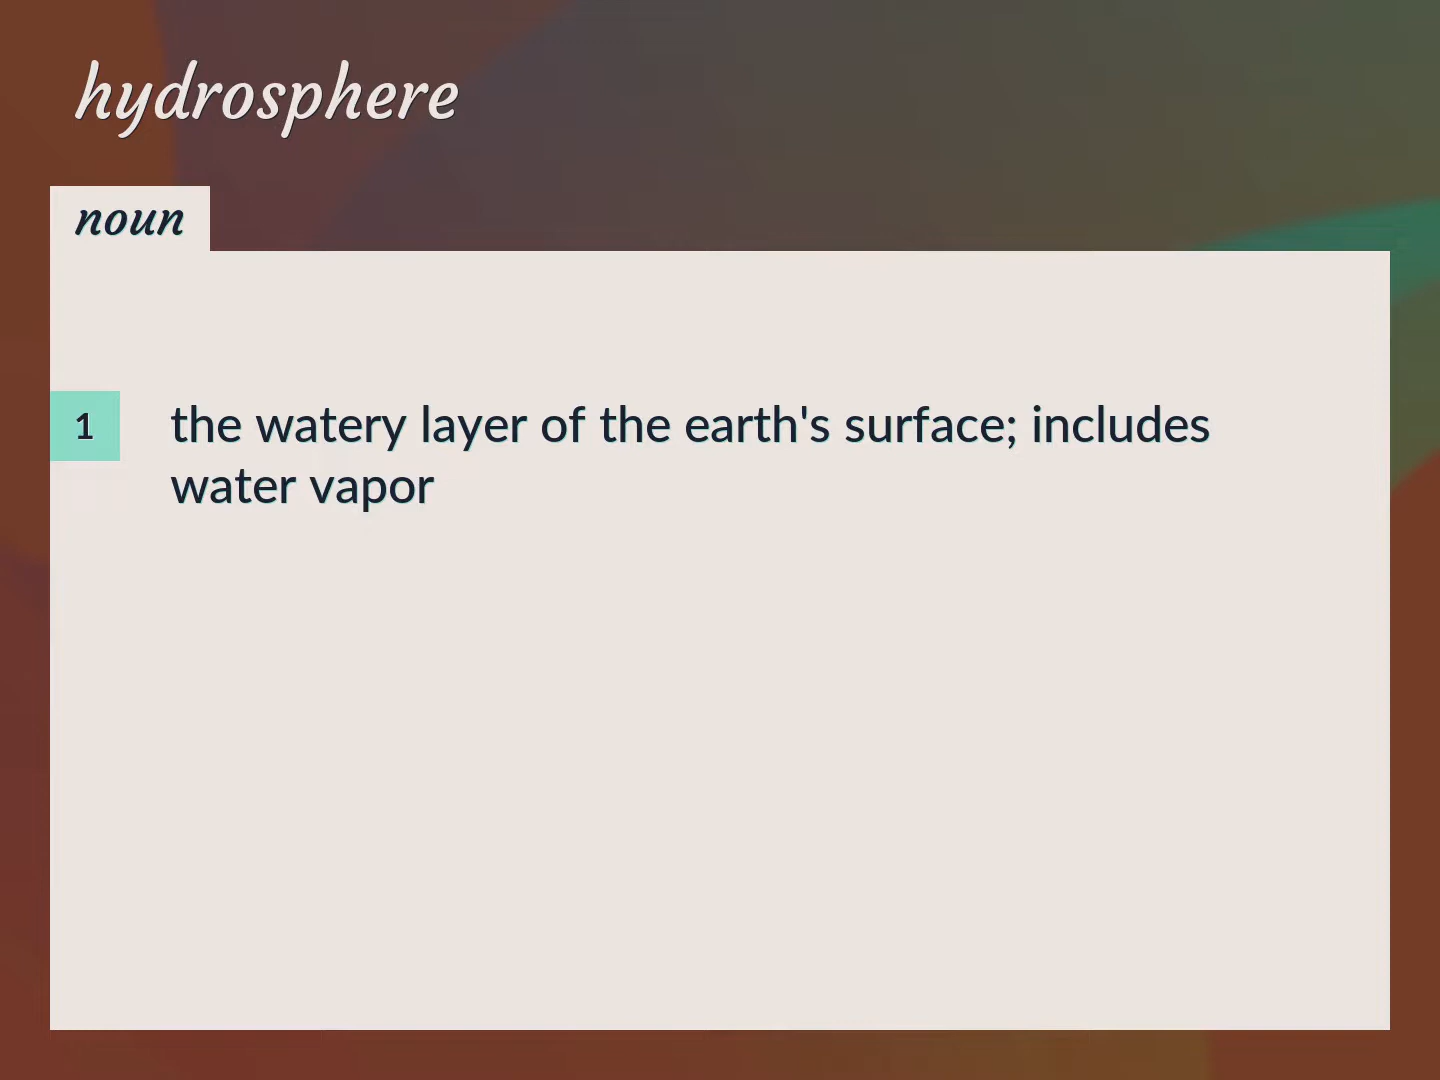 hydrosphere
noun
1 the watery layer of the earth's surface; includes
water vapor